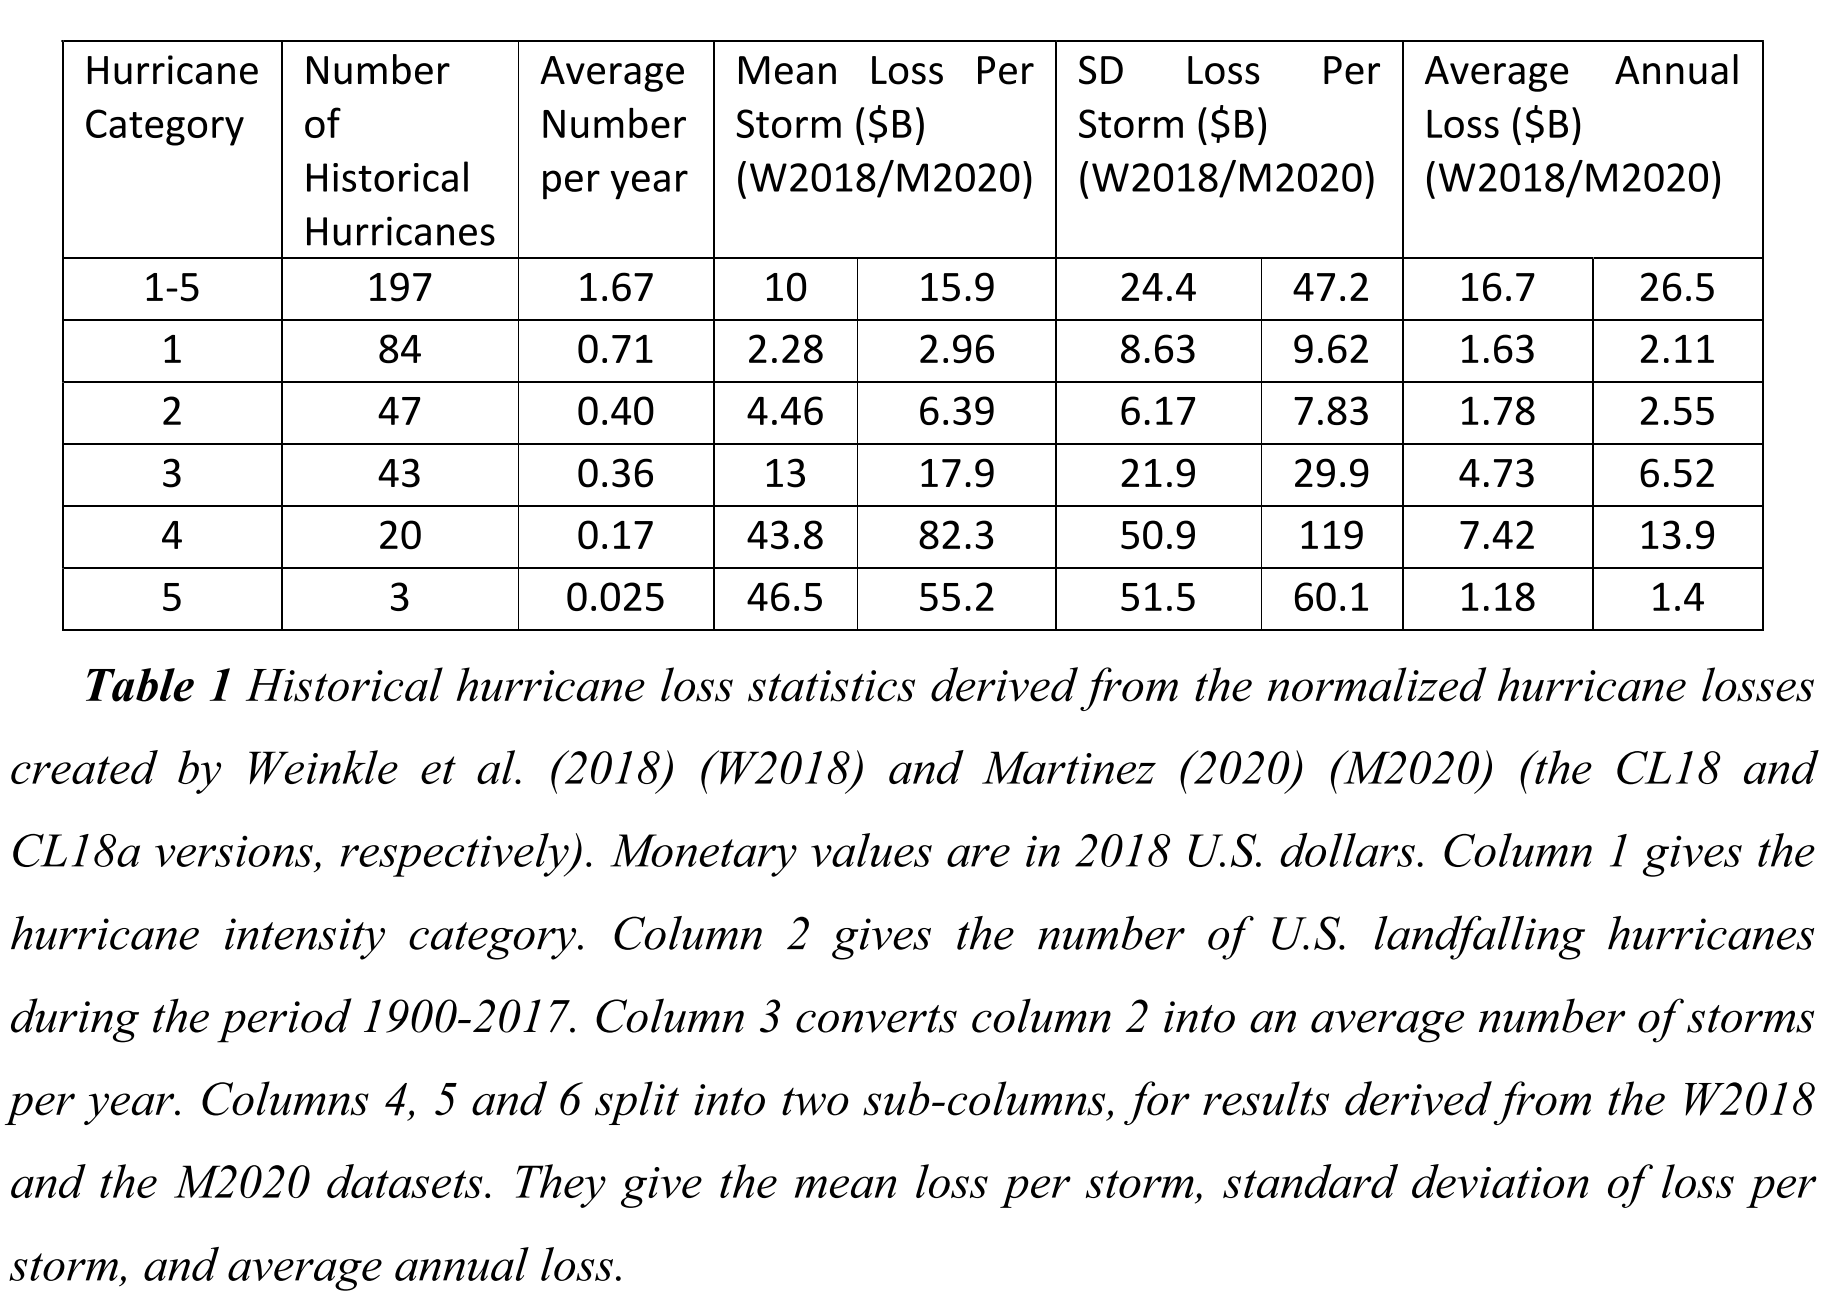 Hurricane Category Number of Historical Hurricanes Average Number per year Mean Loss Per Storm ($B) (W2018/M2020) SD Loss Per Storm ($B) (W2018/M2020) Average Annual Loss ($B) (W2018/M2020)
1-5 197 1.67 10 15.9 24.4 47.2 16.7 26.5
1 84 0.71 2.28 2.96 8.63 9.62 1.63 2.11
2 47 0.40 4.46 6.39 6.17 7.83 1.78 2.55
3 43 0.36 13 17.9 21.9 29.9 4.73 6.52
4 20 0.17 43.8 82.3 50.9 119 7.42 13.9
5 3 0.025 46.5 55.2 51.5 60.1 1.18 1.4
Table 1 Historical hurricane loss statistics derived from the normalized hurricane losses
created by Weinkle et al. (2018) (W2018) and Martinez (2020) (M2020) (the CL18 and
CL18a versions, respectively). Monetary values are in 2018 U.S. dollars. Column 1 gives the
hurricane intensity category. Column 2 gives the number of U.S. landfalling hurricanes
during the period 1900-2017. Column 3 converts column 2 into an average number of storms
per year. Columns 4, 5 and 6 split into two sub-columns, for results derived from the W2018
and the M2020 datasets. They give the mean loss per storm, standard deviation of loss per
storm, and average annual loss.